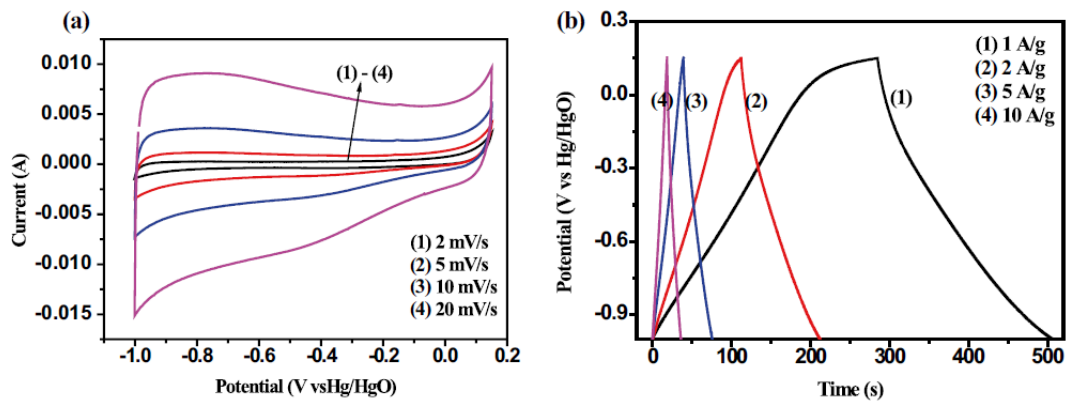 (a)
0.010
0.005
0.000
-0.005
-0.010
-0.015
Current (A)
(1) - (4)
(1) 2 mV/s
(2) 5 mV/s
(3) 10 mV/s
(4) 20 mV/s
-1.0 -0.8 -0.6 -0.4 -0.2 0.0 0.2
Potential (V vsHg/HgO)
(b)
0.3
0.0
-0.3
-0.6
-0.9
Potential (V vs Hg/HgO)
(1) 1 A/g
(2) 2 A/g
(3) 5 A/g
(4) 10 A/g
(4) (3) (2) (1)
0 100 200 300 400 500
Time (s)